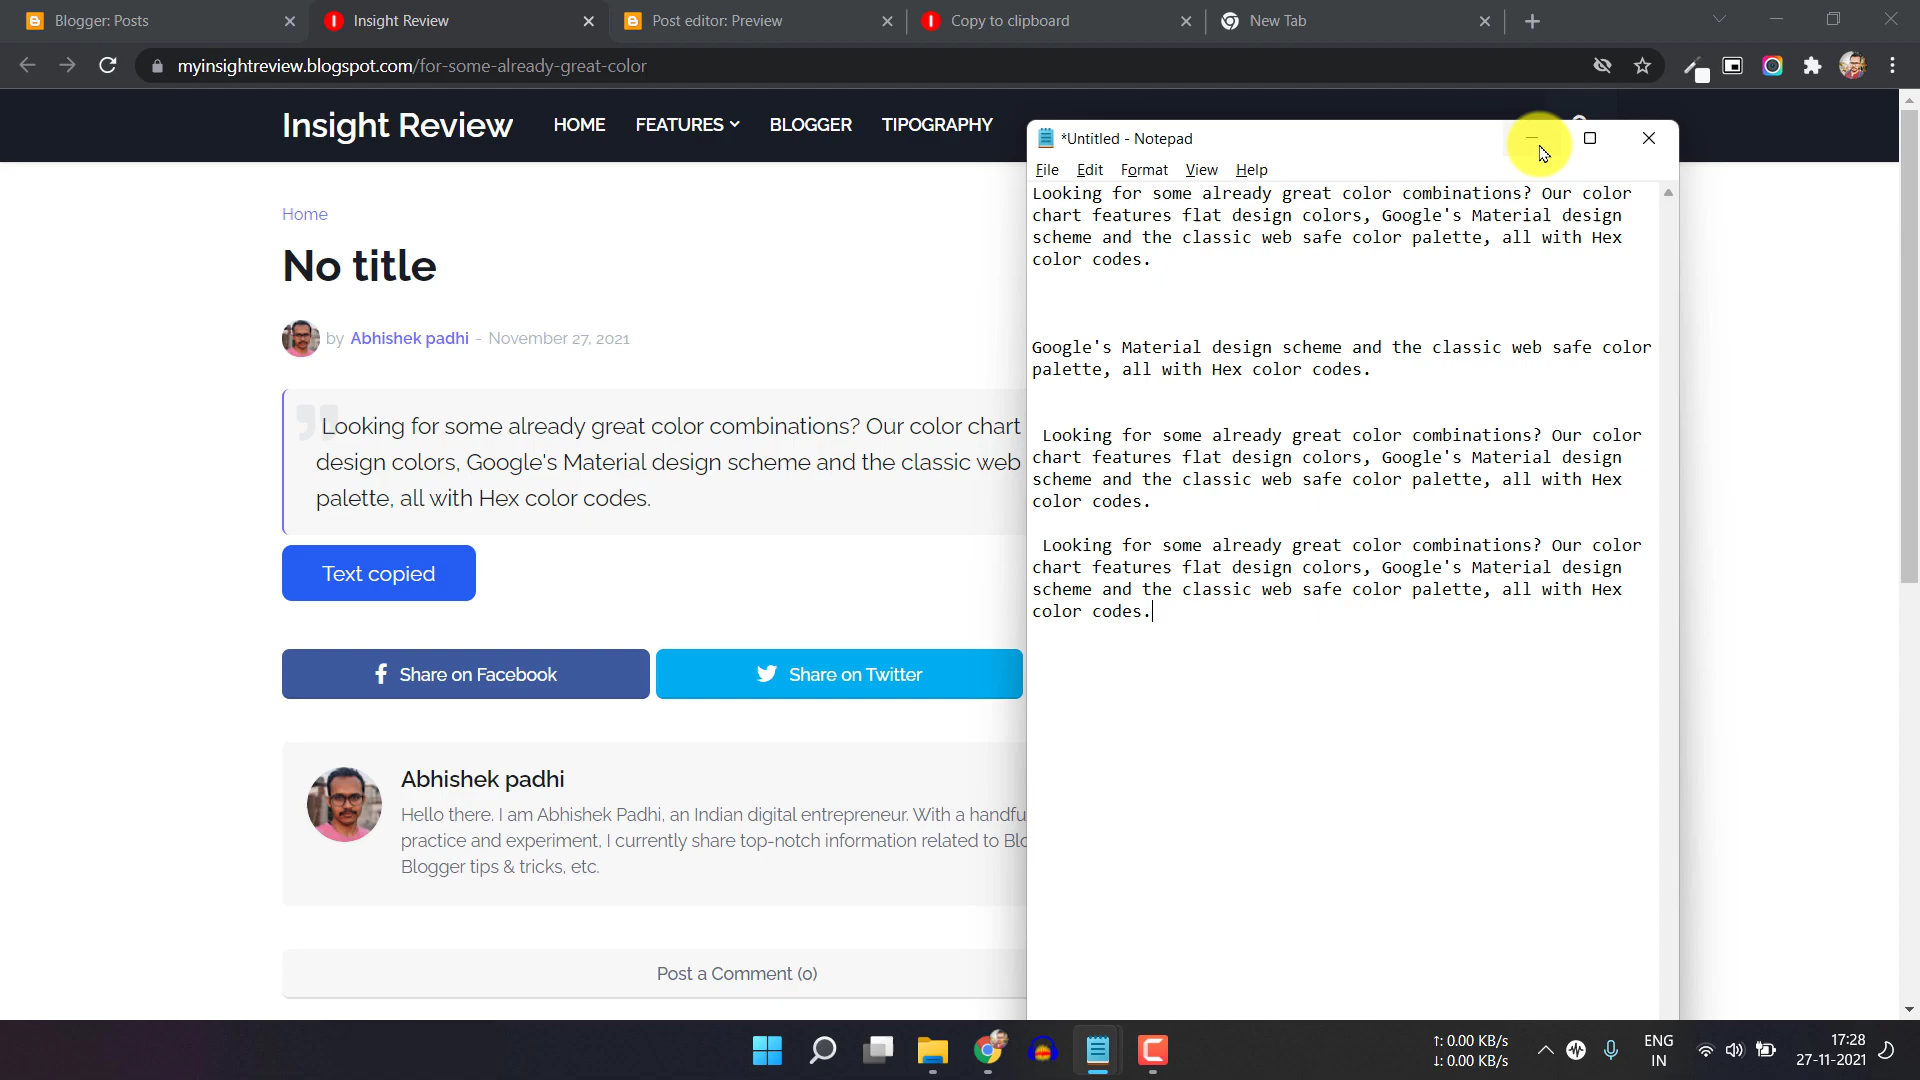 Blogger: Posts
Insight Review
Post editor: Preview
Copy to clipboard
New Tab
myinsightreview.blogspot.com/for-some-already-great-color
Insight Review
HOME
FEATURES
BLOGGER
TIPOGRAPHY
Home
No title
by Abhishek padhi - November 27, 2021
Looking for some already great color combinations? Our color chart
design colors, Google's Material design scheme and the classic web
palette, all with Hex color codes.
Text copied
Share on Facebook
Share on Twitter
Abhishek padhi
Hello there. I am Abhishek Padhi, an Indian digital entrepreneur. With a handfu
practice and experiment, I currently share top-notch information related to Blo
Blogger tips & tricks, etc.
Post a Comment (0)
*Untitled - Notepad
File Edit Format View Help
Looking for some already great color combinations? Our color
chart features flat design colors, Google's Material design
scheme and the classic web safe color palette, all with Hex
color codes.
Google's Material design scheme and the classic web safe color
palette, all with Hex color codes.
Looking for some already great color combinations? Our color
chart features flat design colors, Google's Material design
scheme and the classic web safe color palette, all with Hex
color codes.
Looking for some already great color combinations? Our color
chart features flat design colors, Google's Material design
scheme and the classic web safe color palette, all with Hex
color codes.
↑: 0.00 KB/s
↓: 0.00 KB/s
ENG
IN
17:28
27-11-2021